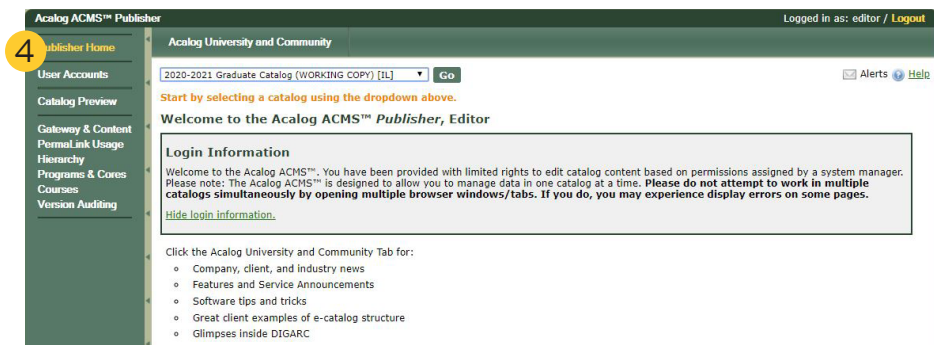 Acalog ACMS™ Publisher
Logged in as: editor / Logout
4
Publisher Home
User Accounts
Catalog Preview
Gateway & Content
PermaLink Usage
Hierarchy
Programs & Cores
Courses
Version Auditing
Acalog University and Community
2020-2021 Graduate Catalog (WORKING COPY) [IL] Go
Alerts Help
Start by selecting a catalog using the dropdown above.
Welcome to the Acalog ACMS™ Publisher, Editor
Login Information
Welcome to the Acalog ACMS™. You have been provided with limited rights to edit catalog content based on permissions assigned by a system manager.
Please note: The Acalog ACMS™ is designed to allow you to manage data in one catalog at a time. Please do not attempt to work in multiple
catalogs simultaneously by opening multiple browser windows/tabs. If you do, you may experience display errors on some pages.
Hide login information.
Click the Acalog University and Community Tab for:
Company, client, and industry news
Features and Service Announcements
Software tips and tricks
Great client examples of e-catalog structure
Glimpses inside DIGARC